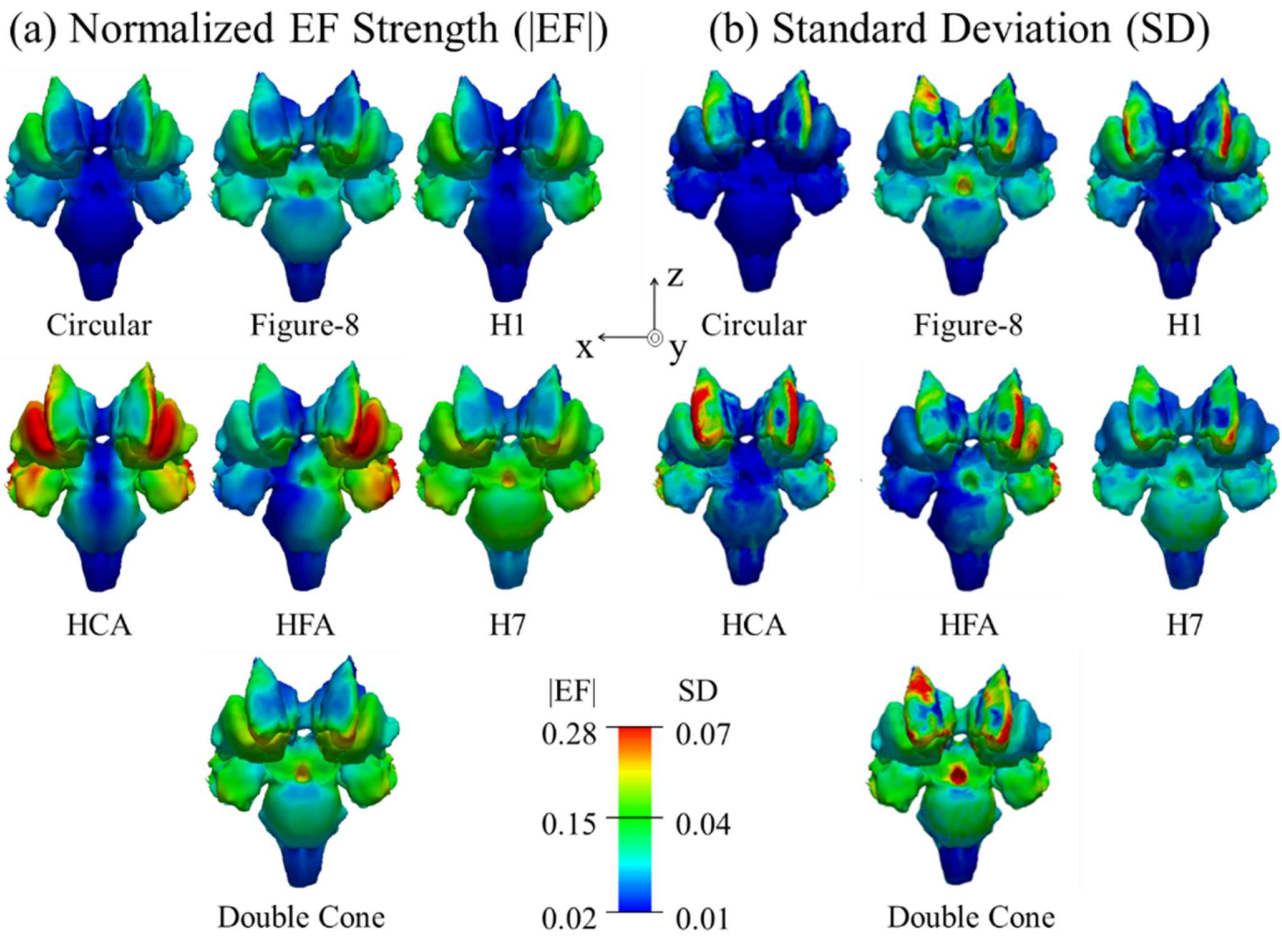 (a) Normalized EF Strength (|EF|)
(b) Standard Deviation (SD)
Circular
Figure-8
H1
z
x
y
Circular
Figure-8
H1
HCA
HFA
H7
HCA
HFA
H7
|EF| SD
0.28 0.07
0.15 0.04
0.02 0.01
Double Cone
Double Cone